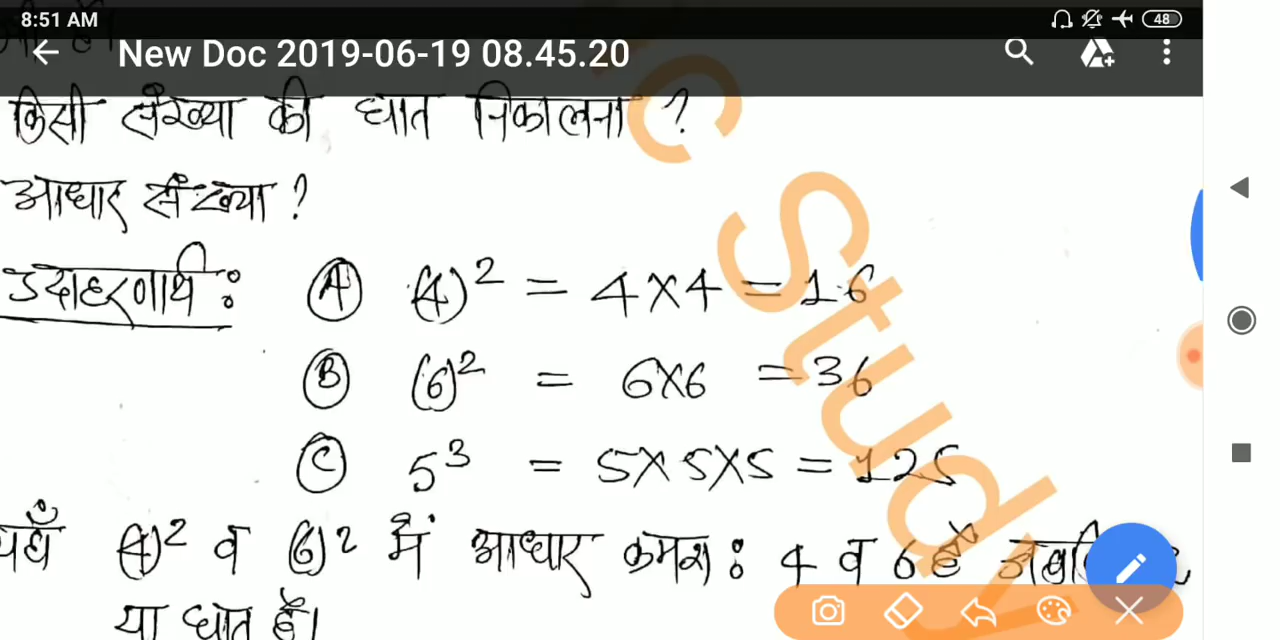 8:51 AM 48
New Doc 2019-06-19 08.45.20
किसी संख्या की घात निकालना ?
आधार संख्या ?
उदाहरणार्थ : (A) (4)² = 4×4 = 16
(B) (6)² = 6×6 = 36
(C) 5³ = 5×5×5 = 125
यहाँ (4)² व (6)² में आधार क्रमश: 4 व 6 हैं
या घात है।
c Study